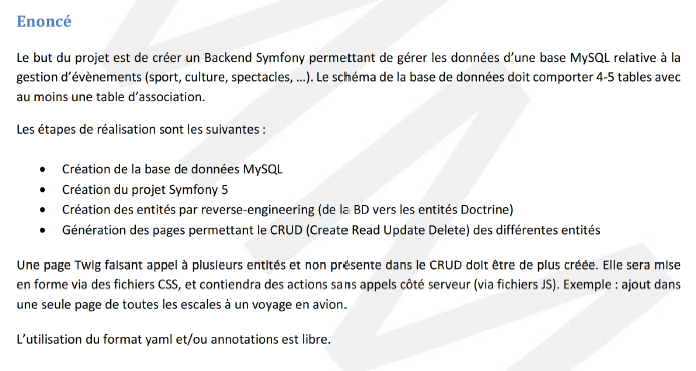 Enoncé
Le but du projet est de créer un Backend Symfony permettant de gérer les données d'une base MySQL relative à la
gestion d'évènements (sport, culture, spectacles, ...). Le schéma de la base de données doit comporter 4-5 tables avec
au moins une table d'association.
Les étapes de réalisation sont les suivantes :
• Création de la base de données MySQL
• Création du projet Symfony 5
• Création des entités par reverse-engineering (de la BD vers les entités Doctrine)
• Génération des pages permettant le CRUD (Create Read Update Delete) des différentes entités
Une page Twig faisant appel à plusieurs entités et non présente dans le CRUD doit être de plus créée. Elle sera mise
en forme via des fichiers CSS, et contiendra des actions sans appels côté serveur (via fichiers JS). Exemple : ajout dans
une seule page de toutes les escales à un voyage en avion.
L'utilisation du format yaml et/ou annotations est libre.